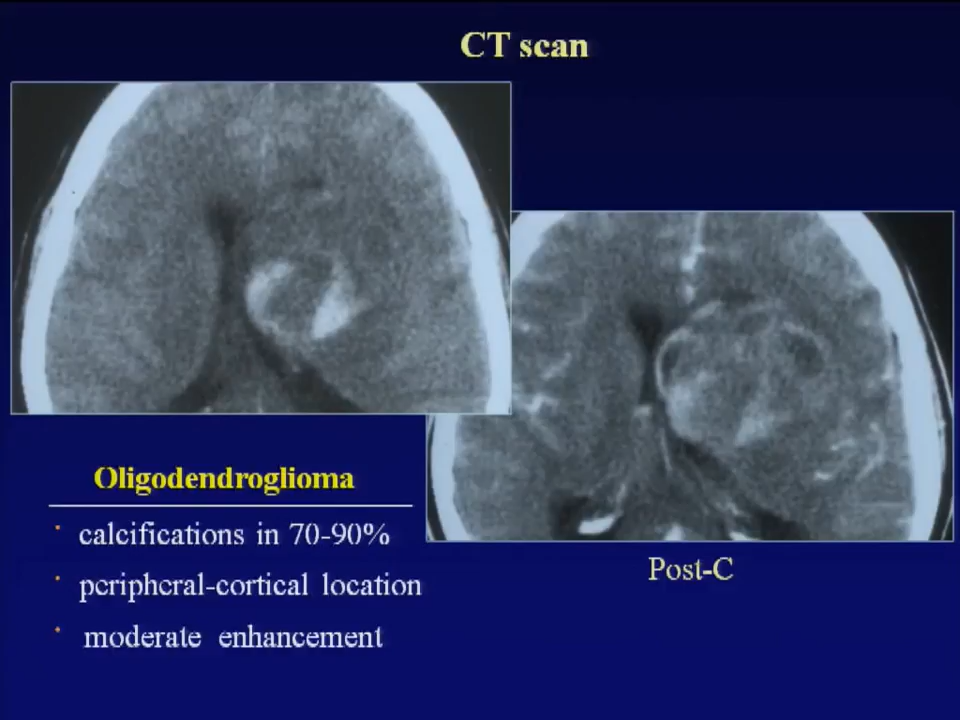 CT scan
Oligodendroglioma
calcifications in 70-90%
peripheral-cortical location
moderate enhancement
Post-C